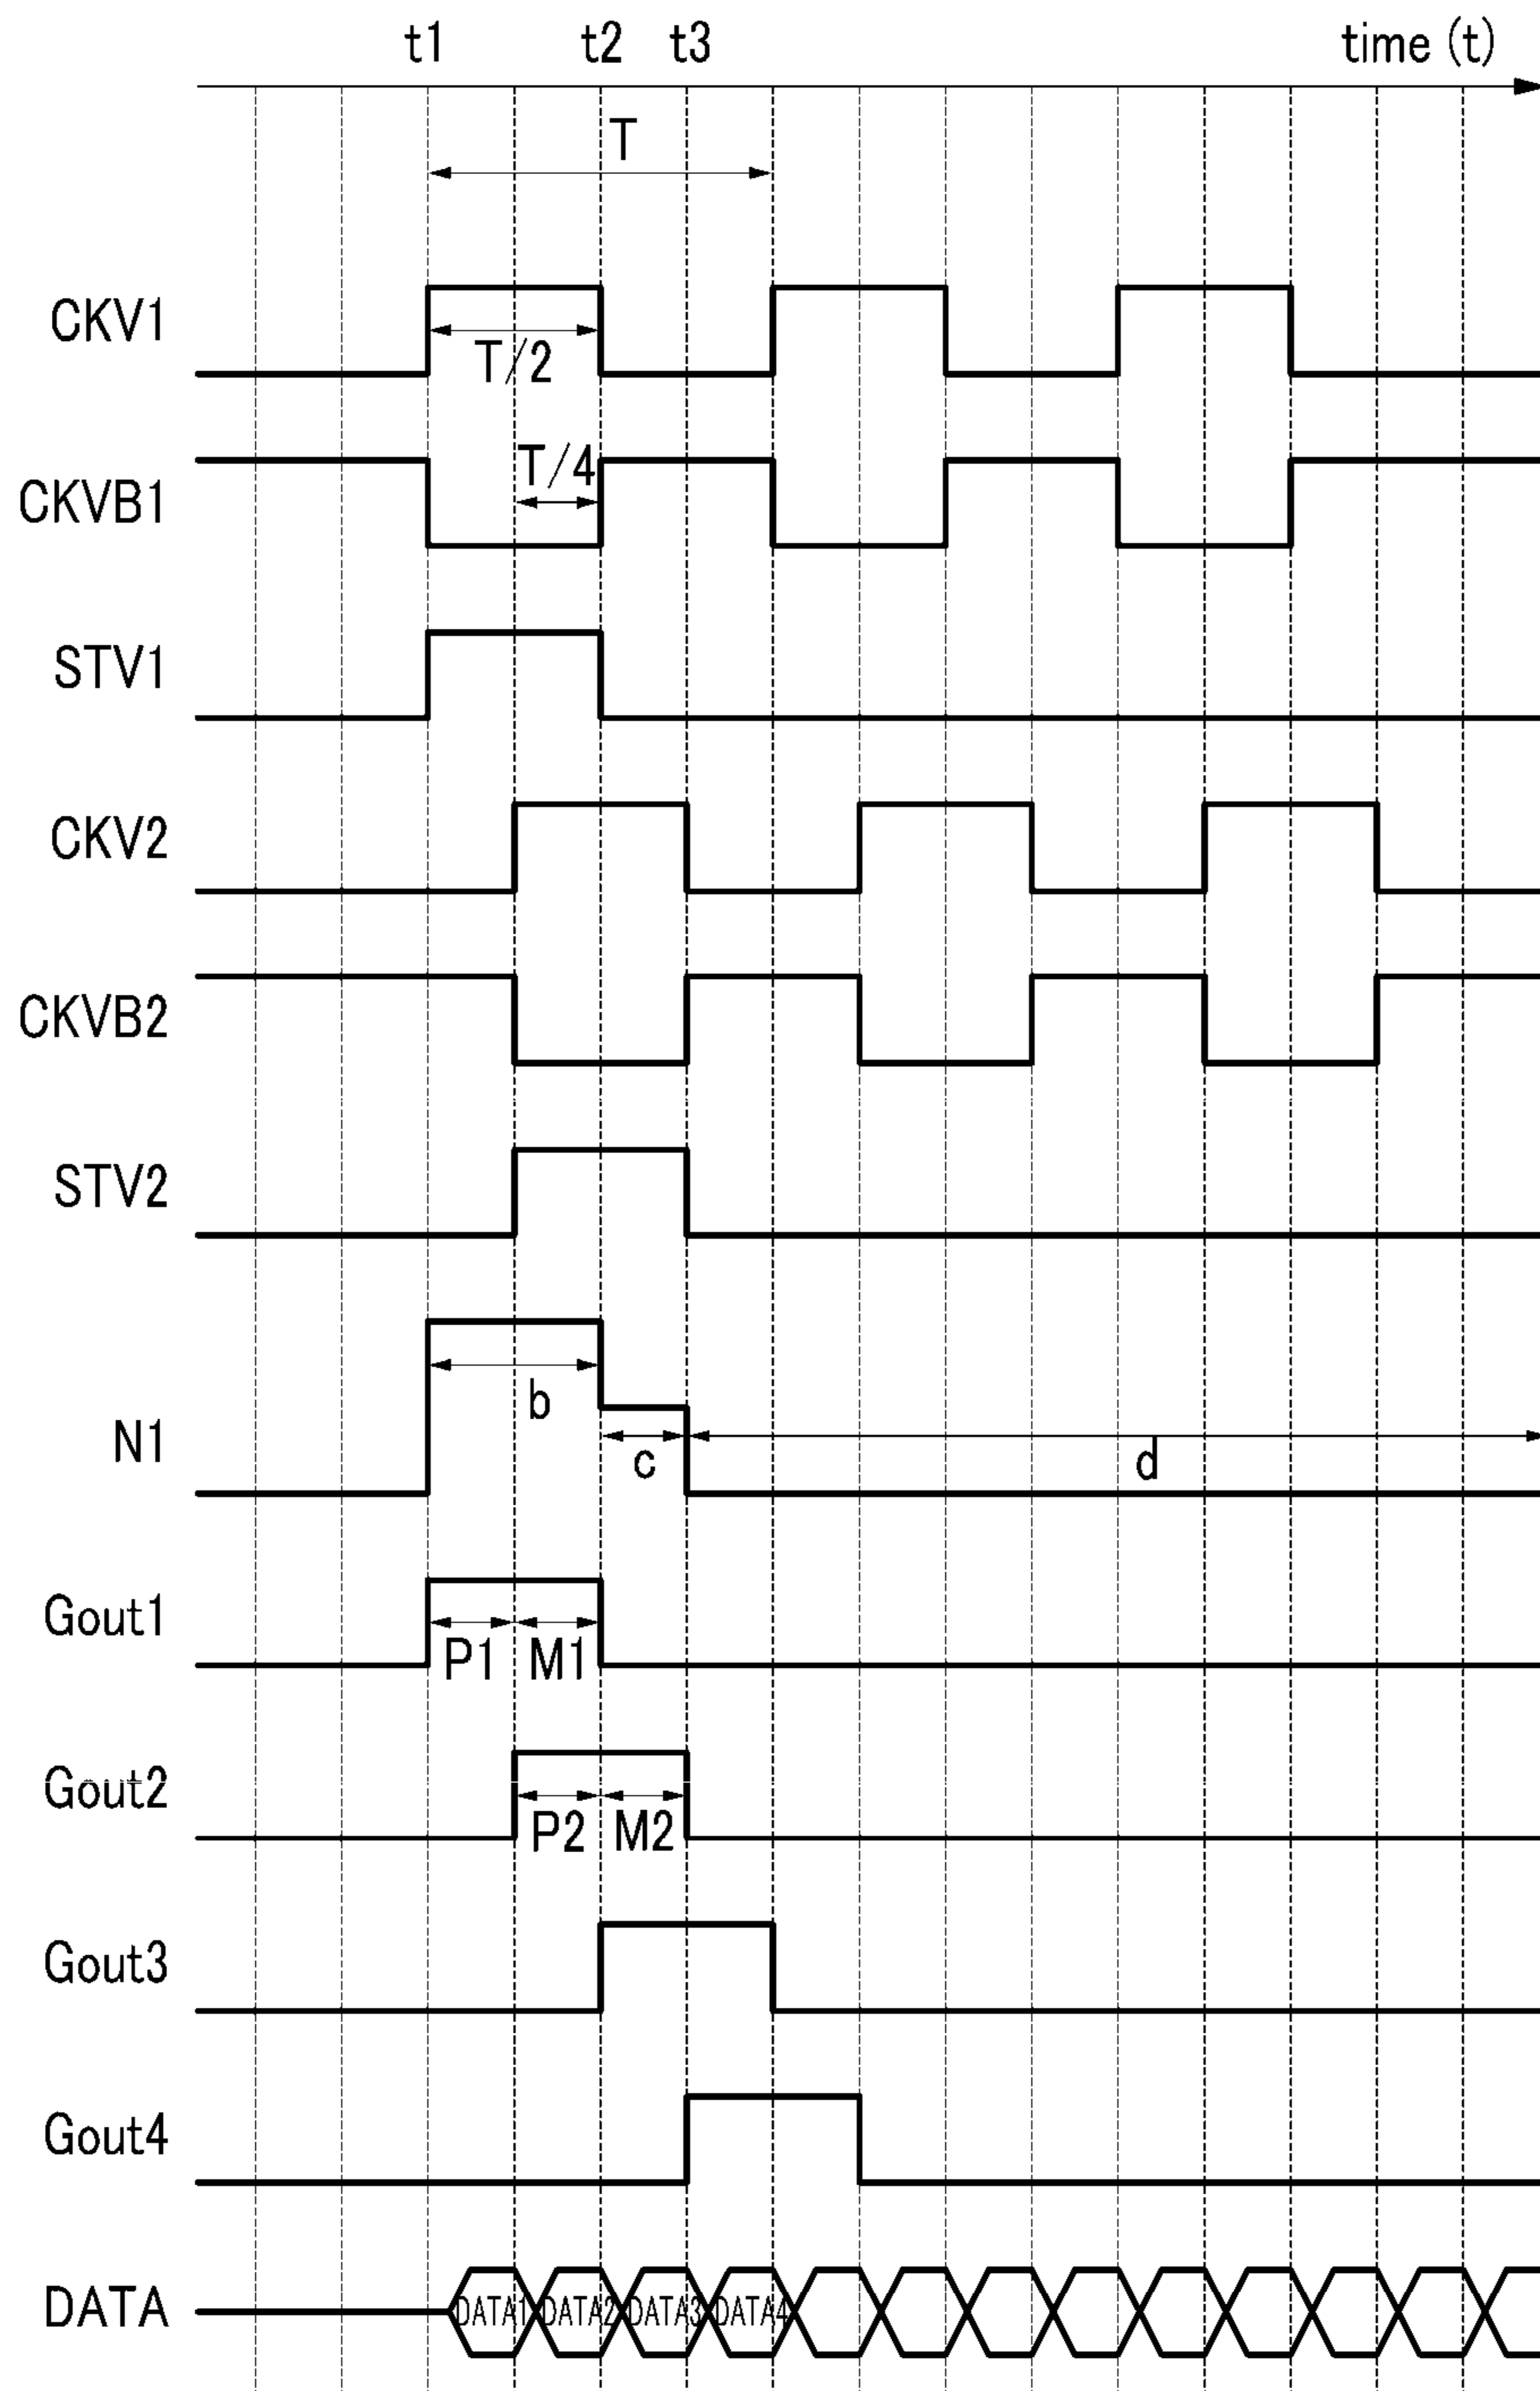 t1 t2 t3 time (t)
T
CKV1
T/2
T/4
CKVB1
STV1
CKV2
CKVB2
STV2
b
N1
c d
Gout1
P1 M1
Gout2
P2 M2
Gout3
Gout4
DATA DATA1 DATA2 DATA3 DATA4